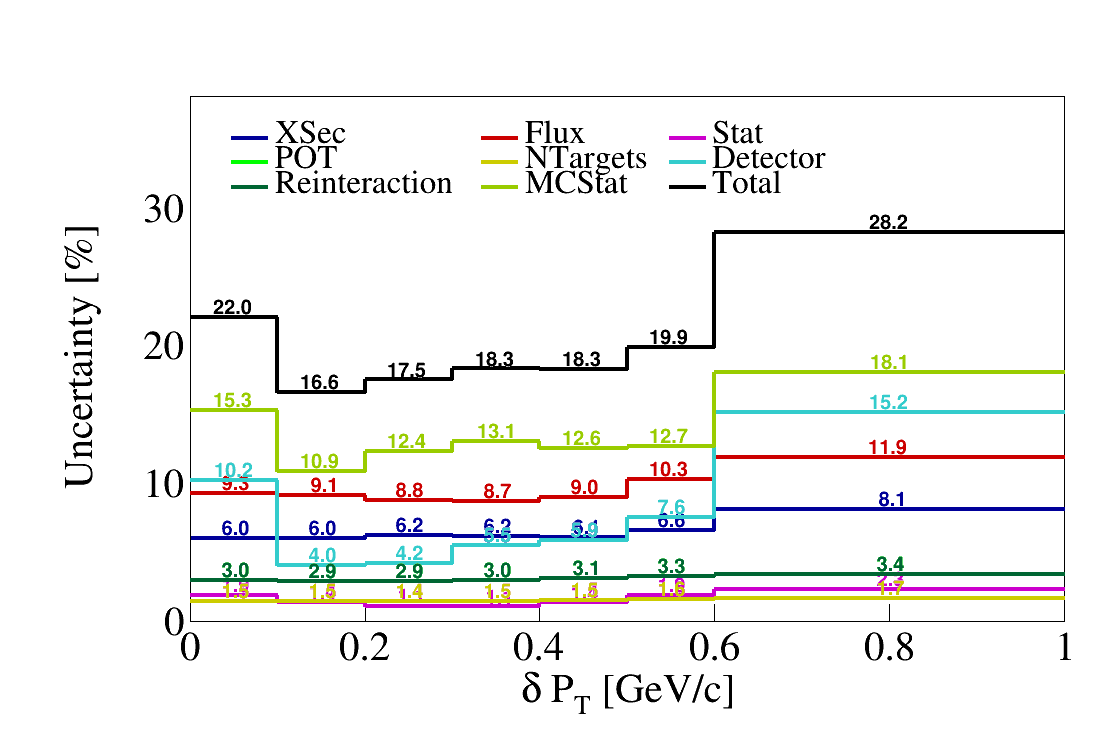 XSec Flux Stat
POT NTargets Detector
Reinteraction MCStat Total
Uncertainty [%]
30
20
10
0
28.2
22.0
19.9
18.3 18.3
17.5
16.6
18.1
15.3
15.2
13.1
12.4 12.6 12.7
11.9
10.9
10.2
10.3
9.3 9.1 8.8 8.7 9.0
8.1
7.6
6.0 6.0 6.2 6.2 6.6
4.0 4.2
3.0 2.9 2.9 3.0 3.1 3.3 3.4
1.5 1.5 1.4 1.5 1.5 1.7
0 0.2 0.4 0.6 0.8 1
δ P_T [GeV/c]